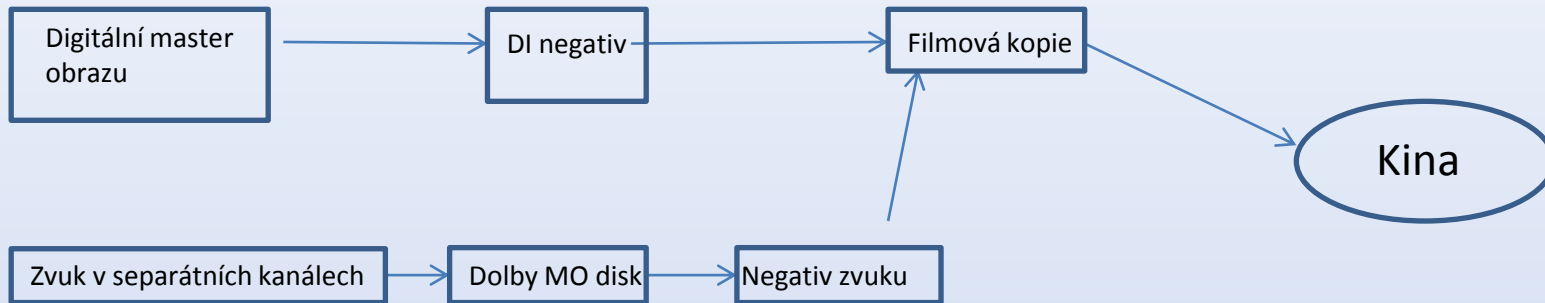 Digitální master
obrazu
DI negativ
Filmová kopie
Kina
Zvuk v separátních kanálech
Dolby MO disk
Negativ zvuku